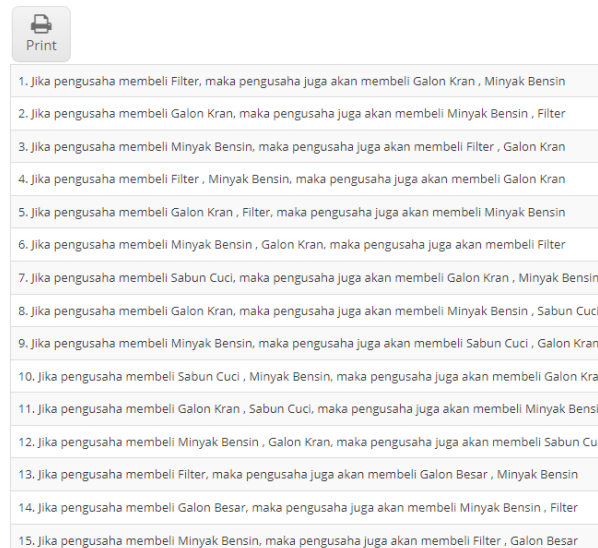 Print
1. Jika pengusaha membeli Filter, maka pengusaha juga akan membeli Galon Kran , Minyak Bensin
2. Jika pengusaha membeli Galon Kran, maka pengusaha juga akan membeli Minyak Bensin , Filter
3. Jika pengusaha membeli Minyak Bensin, maka pengusaha juga akan membeli Filter , Galon Kran
4. Jika pengusaha membeli Filter , Minyak Bensin, maka pengusaha juga akan membeli Galon Kran
5. Jika pengusaha membeli Galon Kran , Filter, maka pengusaha juga akan membeli Minyak Bensin
6. Jika pengusaha membeli Minyak Bensin , Galon Kran, maka pengusaha juga akan membeli Filter
7. Jika pengusaha membeli Sabun Cuci, maka pengusaha juga akan membeli Galon Kran , Minyak Bensin
8. Jika pengusaha membeli Galon Kran, maka pengusaha juga akan membeli Minyak Bensin , Sabun Cuci
9. Jika pengusaha membeli Minyak Bensin, maka pengusaha juga akan membeli Sabun Cuci , Galon Kran
10. Jika pengusaha membeli Sabun Cuci , Minyak Bensin, maka pengusaha juga akan membeli Galon Kra
11. Jika pengusaha membeli Galon Kran , Sabun Cuci, maka pengusaha juga akan membeli Minyak Bensi
12. Jika pengusaha membeli Minyak Bensin , Galon Kran, maka pengusaha juga akan membeli Sabun Cu
13. Jika pengusaha membeli Filter, maka pengusaha juga akan membeli Galon Besar , Minyak Bensin
14. Jika pengusaha membeli Galon Besar, maka pengusaha juga akan membeli Minyak Bensin , Filter
15. Jika pengusaha membeli Minyak Bensin, maka pengusaha juga akan membeli Filter , Galon Besar